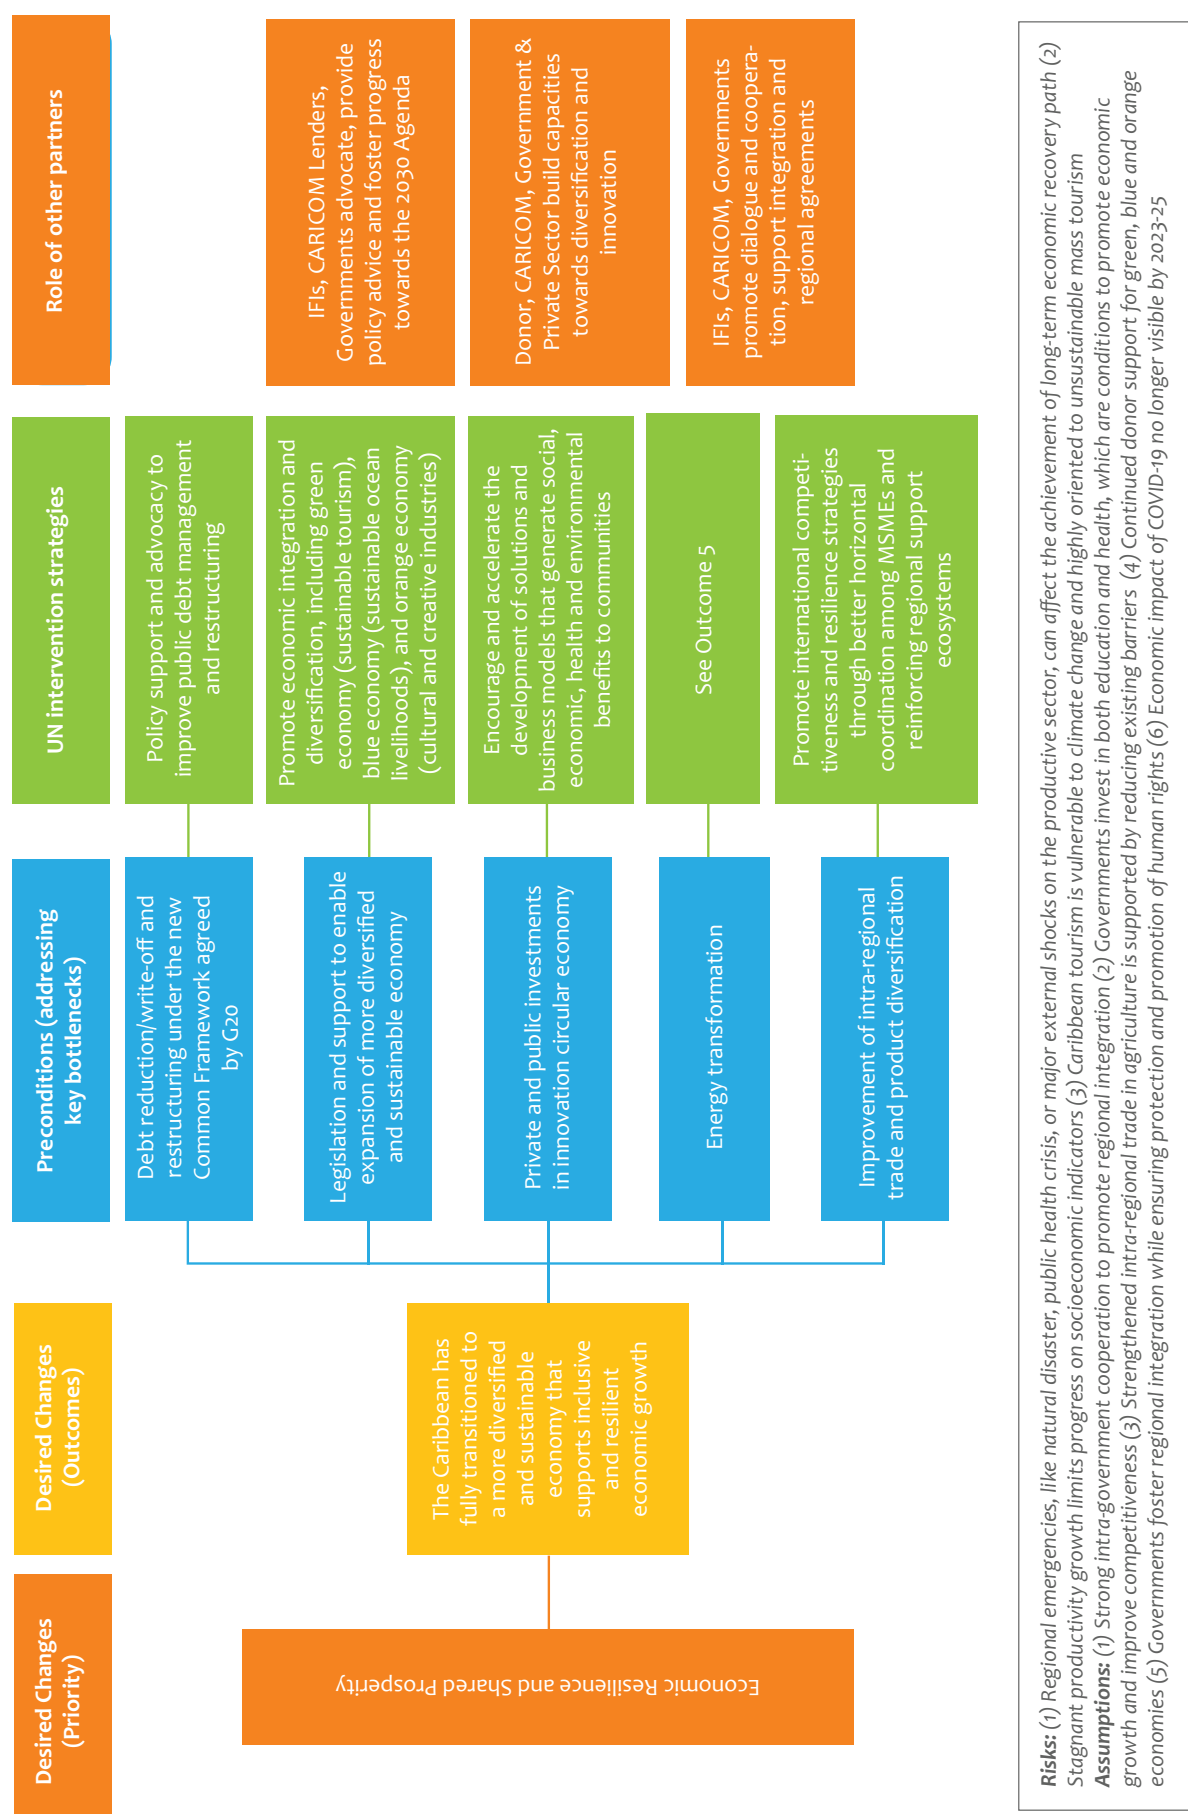 Desired Changes
(Priority)
Desired Changes
(Outcomes)
Preconditions (addressing
key bottlenecks)
UN intervention strategies
Role of other partners
Economic Resilience and Shared Prosperity
The Caribbean has
fully transitioned to
a more diversified
and sustainable
economy that
supports inclusive
and resilient
economic growth
Debt reduction/write-off and
restructuring under the new
Common Framework agreed
by G20
Legislation and support to enable
expansion of more diversified
and sustainable economy
Private and public investments
in innovation circular economy
Energy transformation
Improvement of intra-regional
trade and product diversification
Policy support and advocacy to
improve public debt management
and restructuring
Promote economic integration and
diversification, including green
economy (sustainable tourism),
blue economy (sustainable ocean
livelihoods), and orange economy
(cultural and creative industries)
Encourage and accelerate the
development of solutions and
business models that generate social,
economic, health and environmental
benefits to communities
See Outcome 5
Promote international competi-
tiveness and resilience strategies
through better horizontal
coordination among MSMEs and
reinforcing regional support
ecosystems
IFIs, CARICOM Lenders,
Governments advocate, provide
policy advice and foster progress
towards the 2030 Agenda
Donor, CARICOM, Government &
Private Sector build capacities
towards diversification and
innovation
IFIs, CARICOM, Governments
promote dialogue and coopera-
tion, support integration and
regional agreements
Risks: (1) Regional emergencies, like natural disaster, public health crisis, or major external shocks on the productive sector, can affect the achievement of long-term economic recovery path (2)
Stagnant productivity growth limits progress on socioeconomic indicators (3) Caribbean tourism is vulnerable to climate change and highly oriented to unsustainable mass tourism
Assumptions: (1) Strong intra-government cooperation to promote regional integration (2) Governments invest in both education and health, which are conditions to promote economic
growth and improve competitiveness (3) Strengthened intra-regional trade in agriculture is supported by reducing existing barriers (4) Continued donor support for green, blue and orange
economies (5) Governments foster regional integration while ensuring protection and promotion of human rights (6) Economic impact of COVID-19 no longer visible by 2023-25